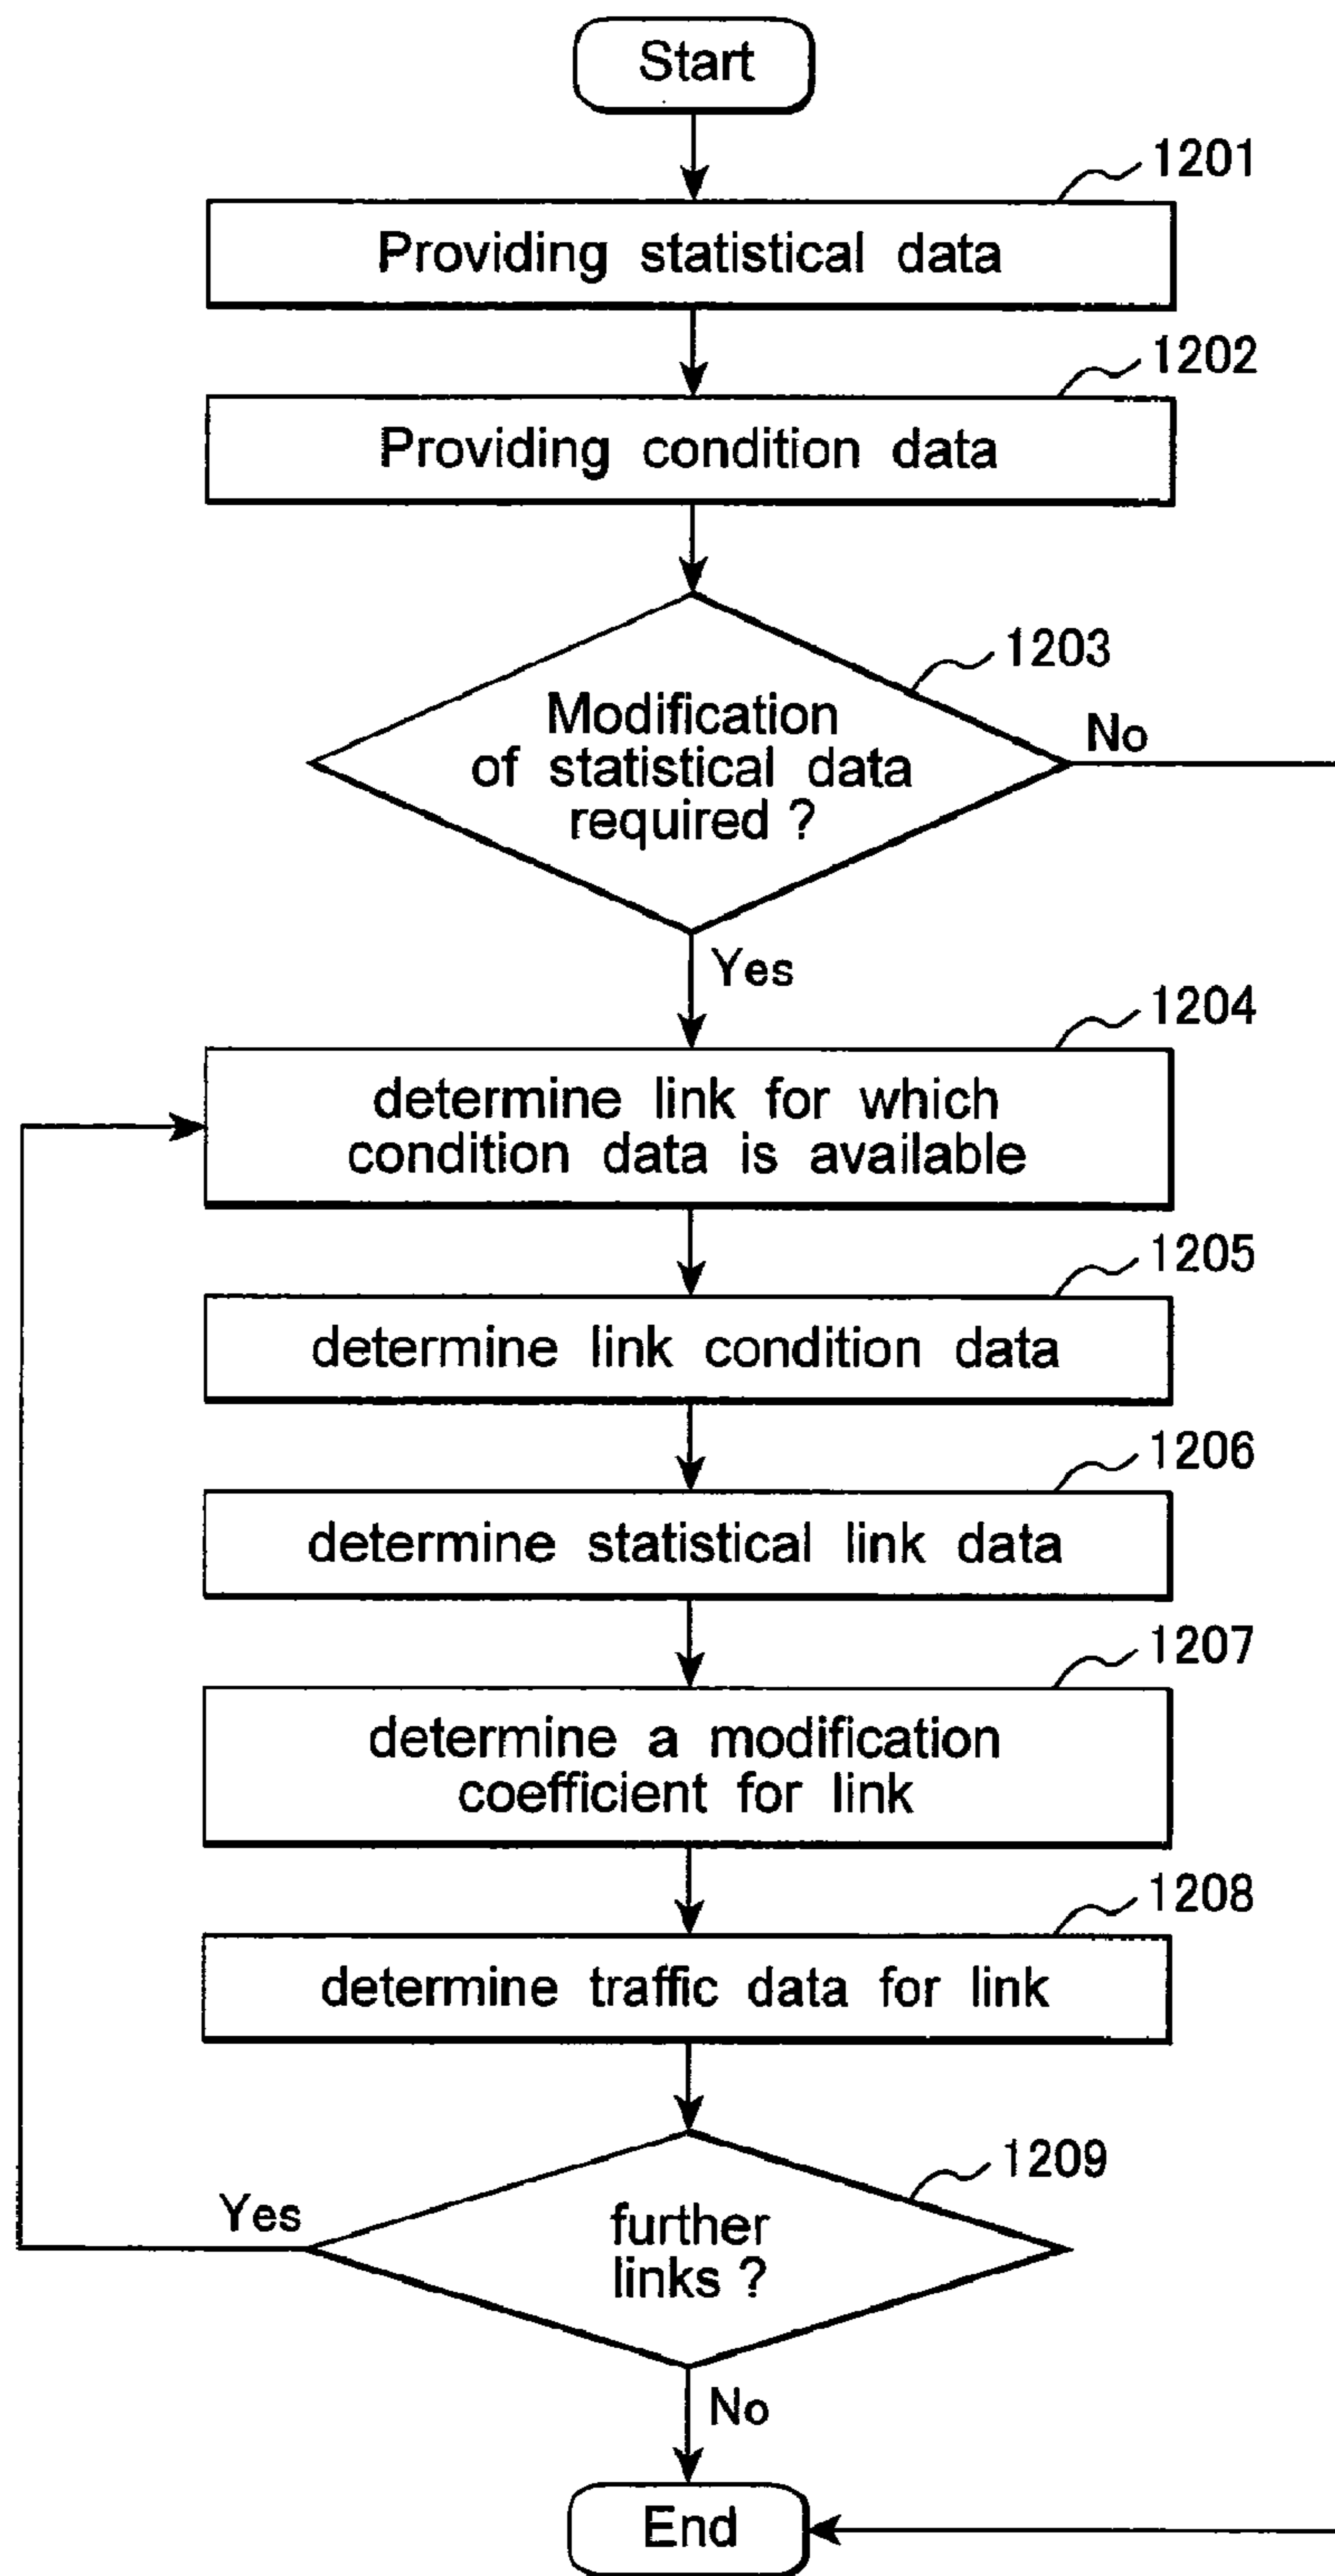 Start
1201
Providing statistical data
1202
Providing condition data
1203
Modification
of statistical data
required ?
No
Yes
1204
determine link for which
condition data is available
1205
determine link condition data
1206
determine statistical link data
1207
determine a modification
coefficient for link
1208
determine traffic data for link
1209
further
links ?
Yes
No
End